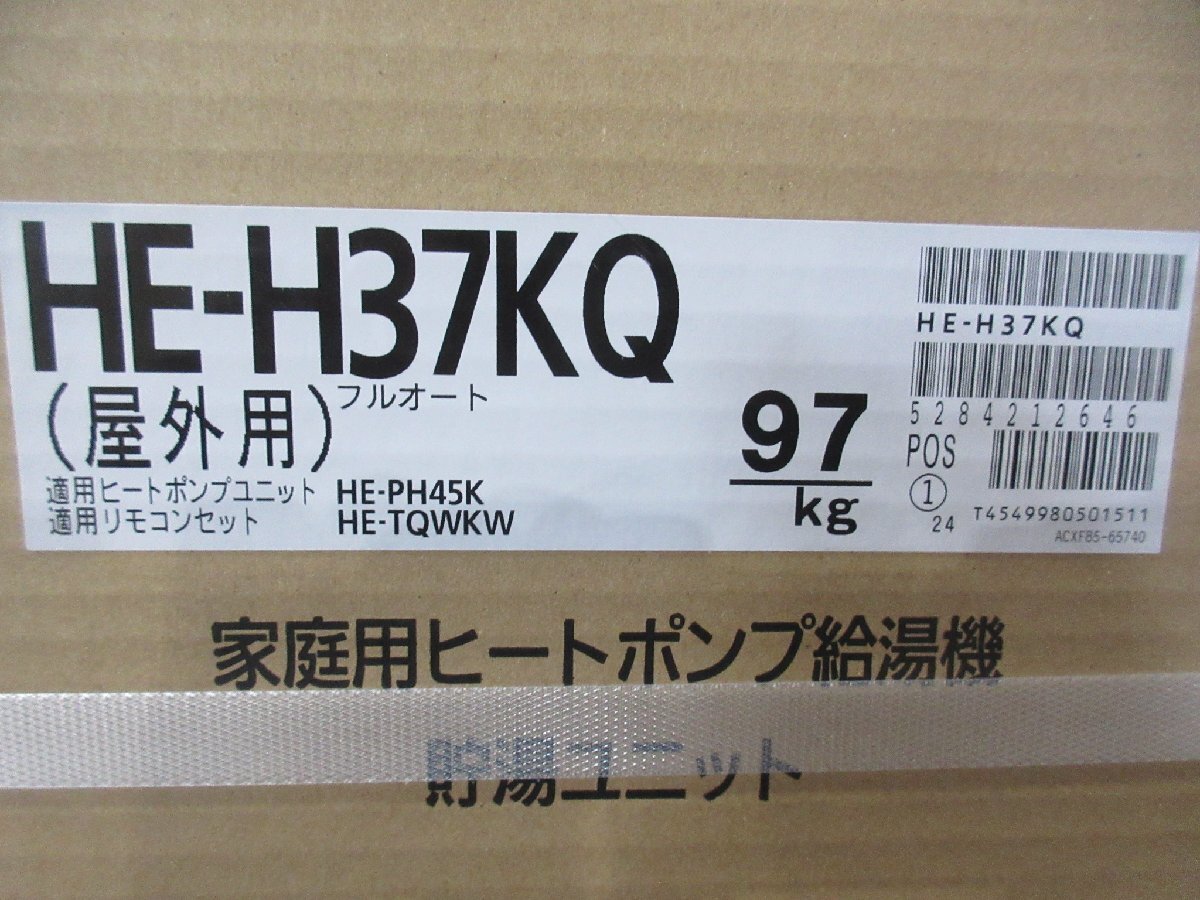 HE-H37KQ
(屋外用)フルオート
適用ヒートポンプユニット HE-PH45K
適用リモコンセット HE-TQWKW
97
kg
HE-H37KQ
5284212646
POS
1
24
T4549980501511
ACXF85-65740
家庭用ヒートポンプ給湯機
貯湯ユニット